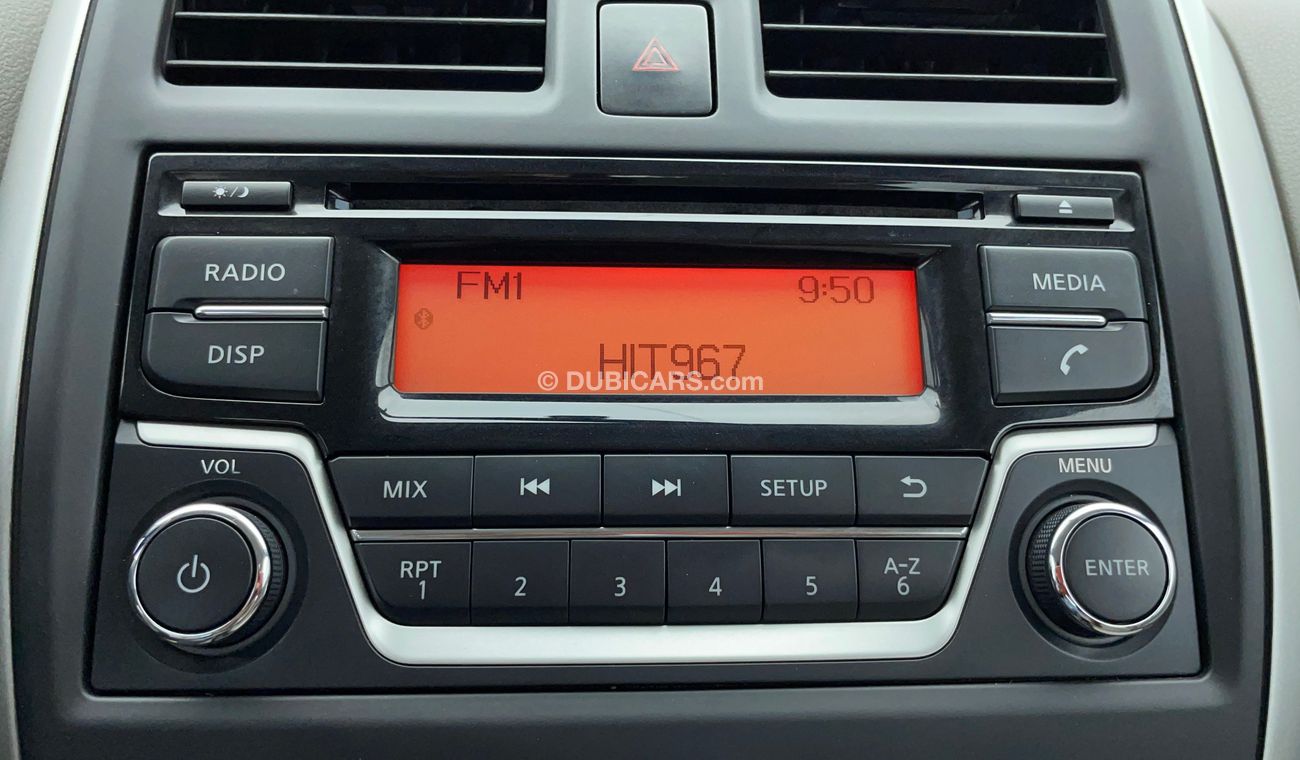 RADIO
DISP
FM1 9:50
HIT967
© DUBICARS.com
MEDIA
VOL
MIX
SETUP
MENU
RPT
1
2
3
4
5
A-Z
6
ENTER